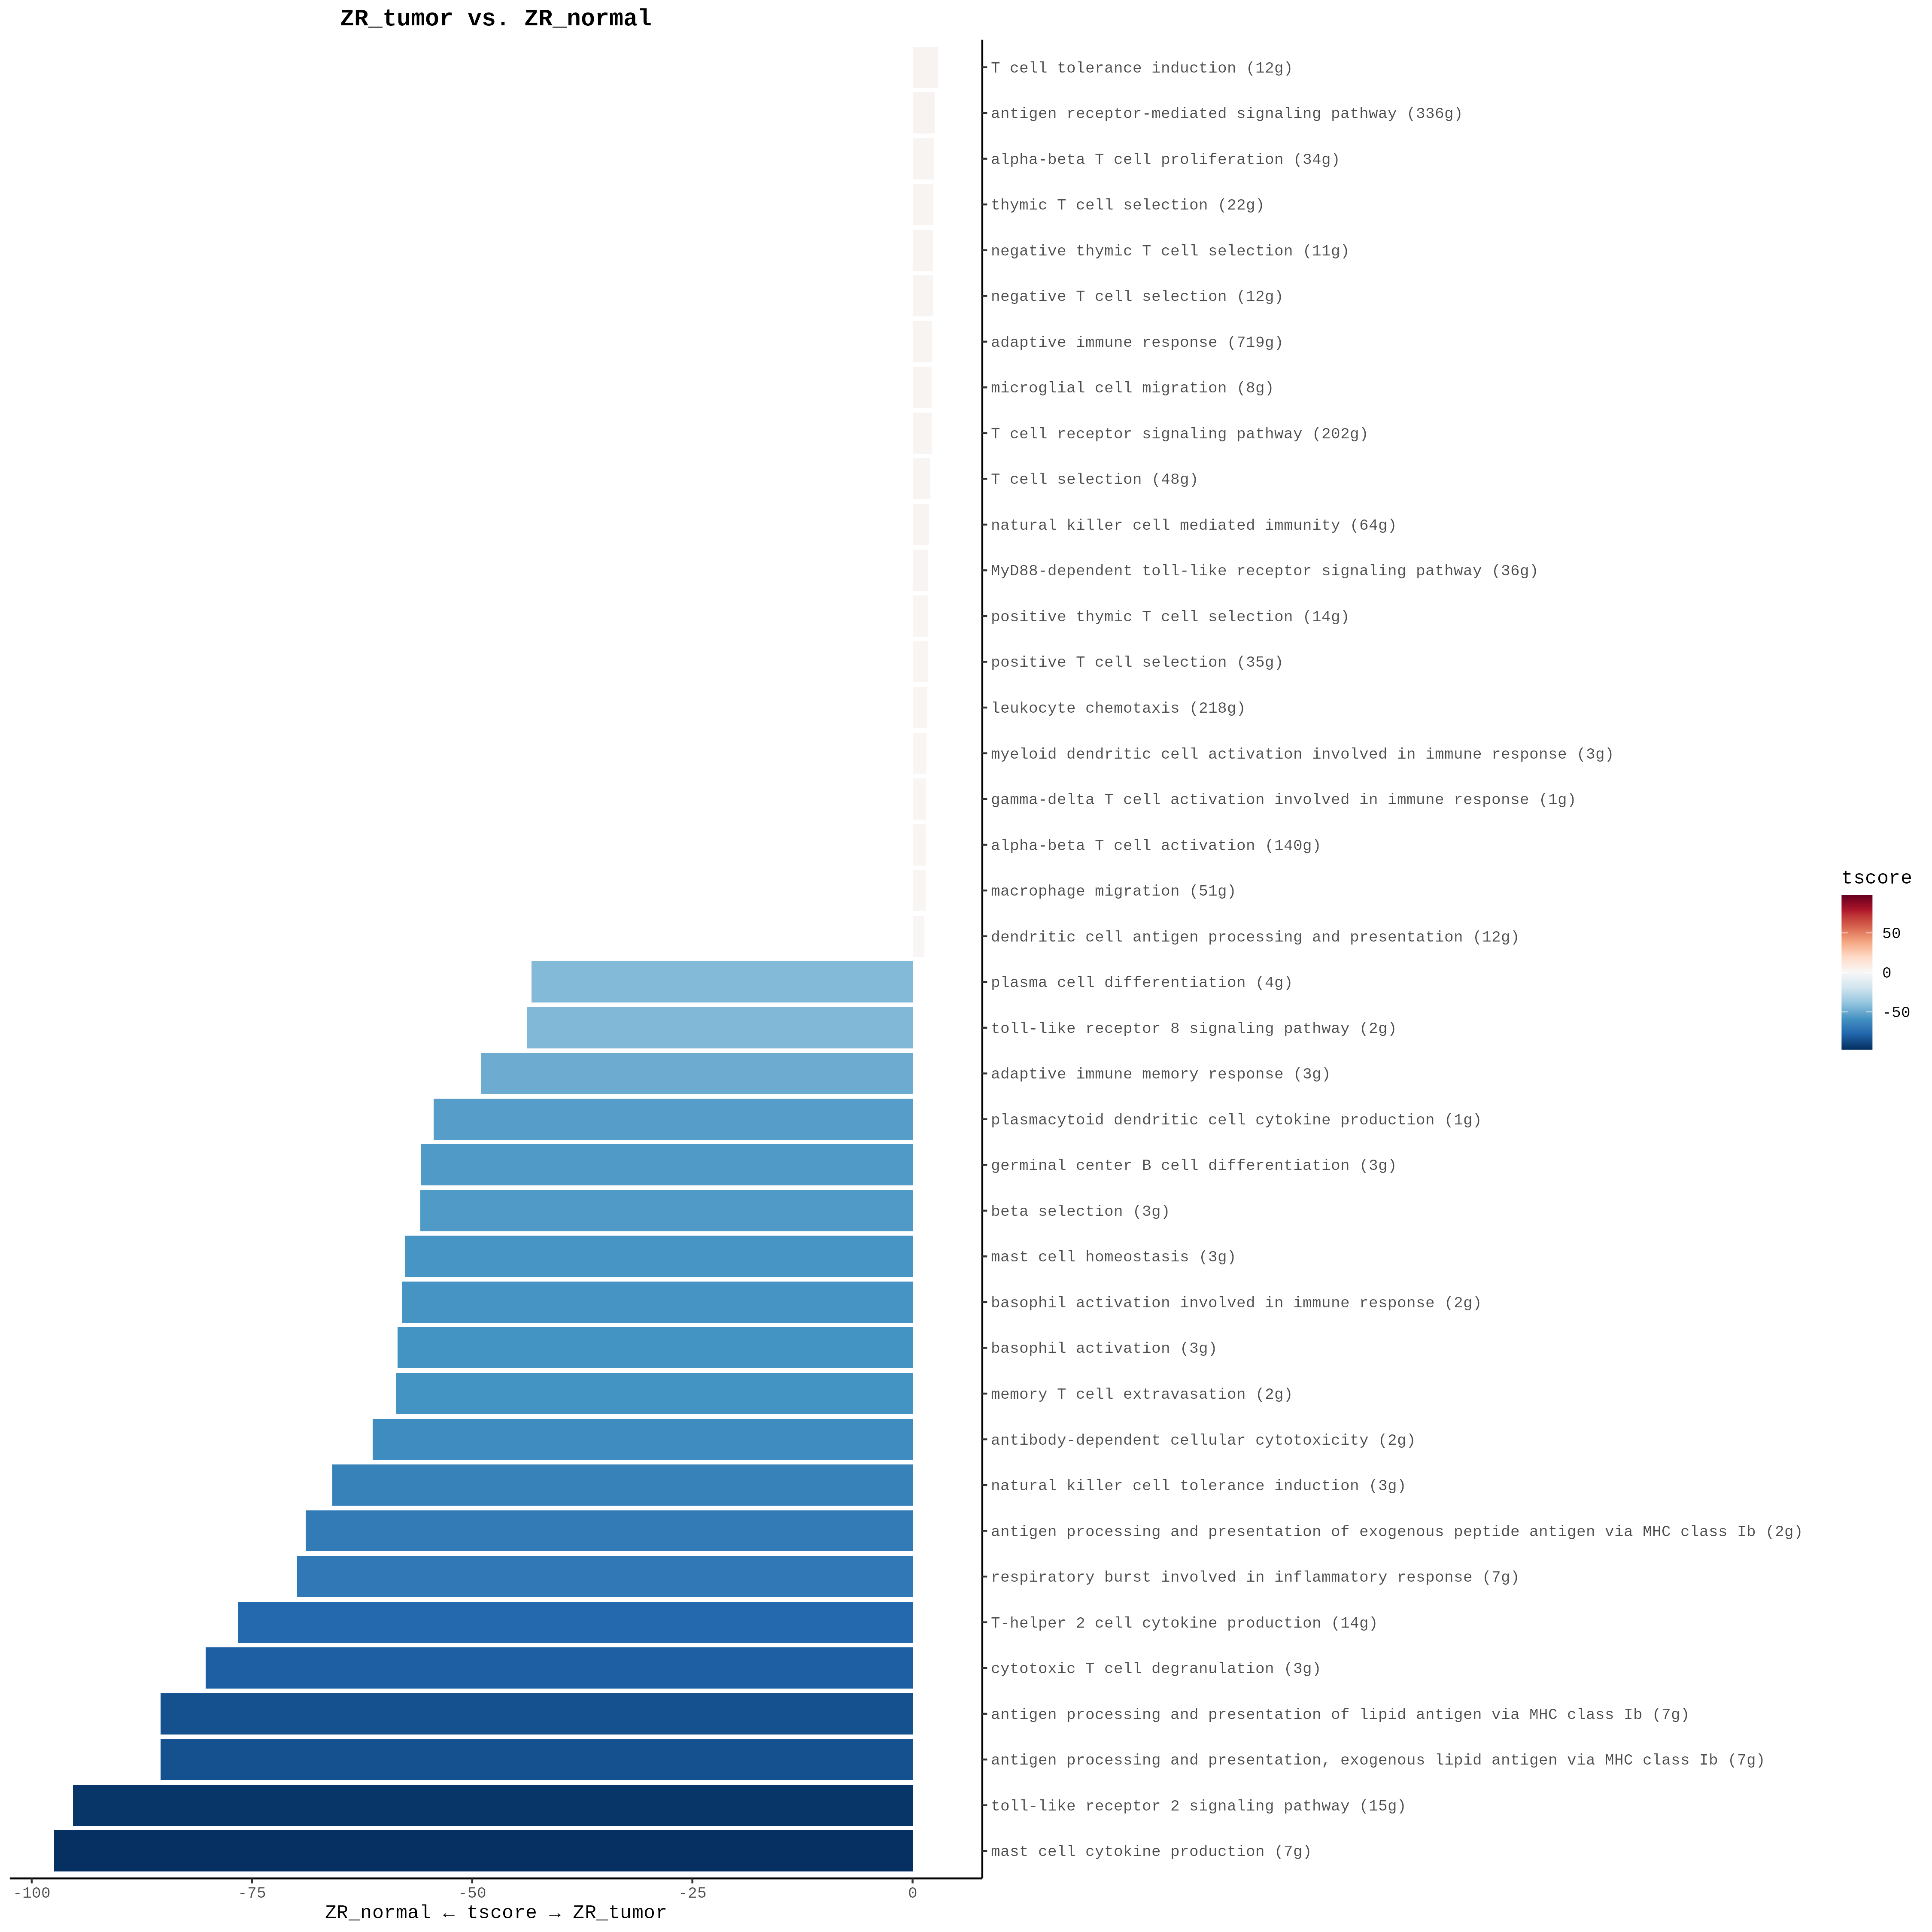 ZR_tumor vs. ZR_normal
T cell tolerance induction (12g)
antigen receptor-mediated signaling pathway (336g)
alpha-beta T cell proliferation (34g)
thymic T cell selection (22g)
negative thymic T cell selection (11g)
negative T cell selection (12g)
adaptive immune response (719g)
microglial cell migration (8g)
T cell receptor signaling pathway (202g)
T cell selection (48g)
natural killer cell mediated immunity (64g)
MyD88-dependent toll-like receptor signaling pathway (36g)
positive thymic T cell selection (14g)
positive T cell selection (35g)
leukocyte chemotaxis (218g)
myeloid dendritic cell activation involved in immune response (3g)
gamma-delta T cell activation involved in immune response (1g)
alpha-beta T cell activation (140g)
macrophage migration (51g)
dendritic cell antigen processing and presentation (12g)
plasma cell differentiation (4g)
toll-like receptor 8 signaling pathway (2g)
adaptive immune memory response (3g)
plasmacytoid dendritic cell cytokine production (1g)
germinal center B cell differentiation (3g)
beta selection (3g)
mast cell homeostasis (3g)
basophil activation involved in immune response (2g)
basophil activation (3g)
memory T cell extravasation (2g)
antibody-dependent cellular cytotoxicity (2g)
natural killer cell tolerance induction (3g)
antigen processing and presentation of exogenous peptide antigen via MHC class Ib (2g)
respiratory burst involved in inflammatory response (7g)
T-helper 2 cell cytokine production (14g)
cytotoxic T cell degranulation (3g)
antigen processing and presentation of lipid antigen via MHC class Ib (7g)
antigen processing and presentation, exogenous lipid antigen via MHC class Ib (7g)
toll-like receptor 2 signaling pathway (15g)
mast cell cytokine production (7g)
-100 -75 -50 -25 0
ZR_normal ← tscore → ZR_tumor
tscore
50
0
-50